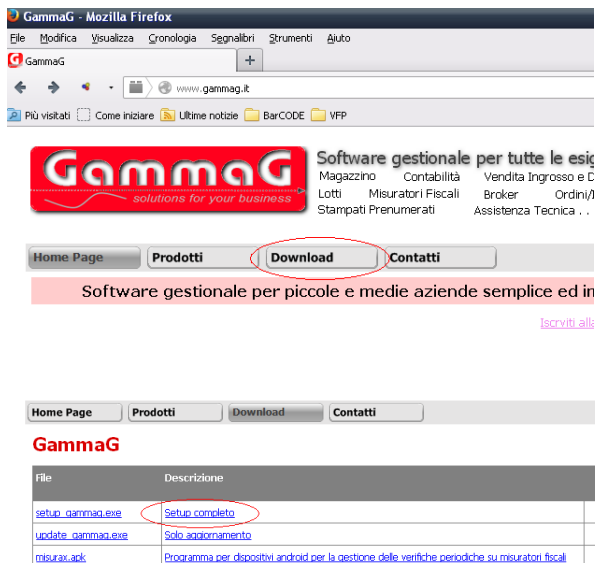 GammaG - Mozilla Firefox
File Modifica Visualizza Cronologia Segnalibri Strumenti Aiuto
GammaG +
www.gammag.it
Più visitati Come iniziare Ultime notizie BarCODE VFP
GammaG
solutions for your business
Software gestionale per tutte le esig
Magazzino Contabilità Vendita Ingrosso e D
Lotti Misuratori Fiscali Broker Ordini/
Stampati Prenumerati Assistenza Tecnica . .
Home Page Prodotti Download Contatti
Software gestionale per piccole e medie aziende semplice ed in
Iscrviti alla
Home Page Prodotti Download Contatti
GammaG
File Descrizione
setup_gammag.exe Setup completo
update_gammag.exe Solo aggiornamento
misurax.apk Programma per dispositivi android per la gestione delle verifiche periodiche su misuratori fiscali